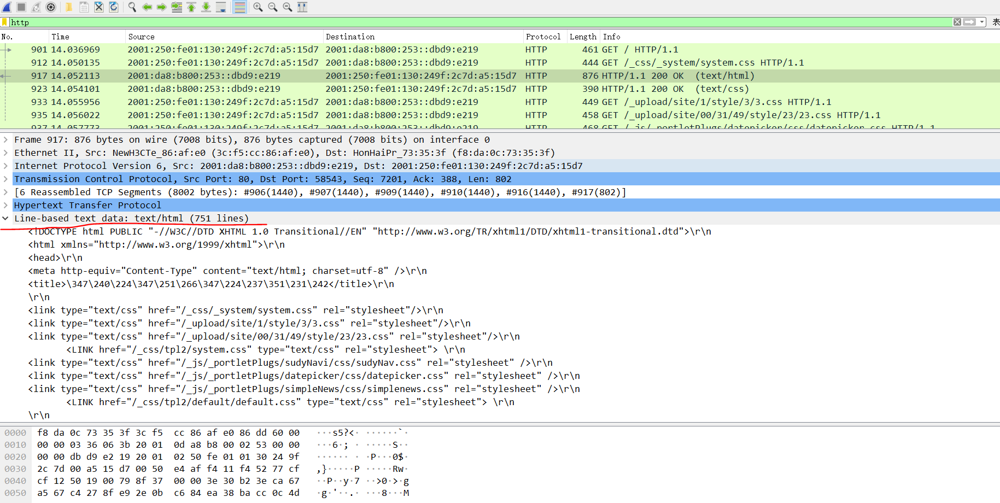 http 表
No. Time Source Destination Protocol Length Info
901 14.036969 2001:250:fe01:130:249f:2c7d:a5:15d7 2001:da8:b800:253::dbd9:e219 HTTP 461 GET / HTTP/1.1
912 14.050135 2001:250:fe01:130:249f:2c7d:a5:15d7 2001:da8:b800:253::dbd9:e219 HTTP 444 GET /_css/_system/system.css HTTP/1.1
917 14.052113 2001:da8:b800:253::dbd9:e219 2001:250:fe01:130:249f:2c7d:a5:15d7 HTTP 876 HTTP/1.1 200 OK  (text/html)
923 14.054101 2001:da8:b800:253::dbd9:e219 2001:250:fe01:130:249f:2c7d:a5:15d7 HTTP 390 HTTP/1.1 200 OK  (text/css)
933 14.055956 2001:250:fe01:130:249f:2c7d:a5:15d7 2001:da8:b800:253::dbd9:e219 HTTP 449 GET /_upload/site/1/style/3/3.css HTTP/1.1
935 14.056022 2001:250:fe01:130:249f:2c7d:a5:15d7 2001:da8:b800:253::dbd9:e219 HTTP 458 GET /_upload/site/00/31/49/style/23/23.css HTTP/1.1
937 14.057773 2001:250:fe01:130:249f:2c7d:a5:15d7 2001:da8:b800:253::dbd9:e219 HTTP 468 GET /_js/_portletPlugs/datepicker/css/datepicker.css HTTP/1.1
Frame 917: 876 bytes on wire (7008 bits), 876 bytes captured (7008 bits) on interface 0
Ethernet II, Src: NewH3CTe_86:af:e0 (3c:f5:cc:86:af:e0), Dst: HonHaiPr_73:35:3f (f8:da:0c:73:35:3f)
Internet Protocol Version 6, Src: 2001:da8:b800:253::dbd9:e219, Dst: 2001:250:fe01:130:249f:2c7d:a5:15d7
Transmission Control Protocol, Src Port: 80, Dst Port: 58543, Seq: 7201, Ack: 388, Len: 802
[6 Reassembled TCP Segments (8002 bytes): #906(1440), #907(1440), #909(1440), #910(1440), #916(1440), #917(802)]
Hypertext Transfer Protocol
Line-based text data: text/html (751 lines)
<!DOCTYPE html PUBLIC "-//W3C//DTD XHTML 1.0 Transitional//EN" "http://www.w3.org/TR/xhtml1/DTD/xhtml1-transitional.dtd">\r\n
<html xmlns="http://www.w3.org/1999/xhtml">\r\n
<head>\r\n
<meta http-equiv="Content-Type" content="text/html; charset=utf-8" />\r\n
<title>\347\240\224\347\251\266\347\224\237\351\231\242</title>\r\n
\r\n
<link type="text/css" href="/_css/_system/system.css" rel="stylesheet"/>\r\n
<link type="text/css" href="/_upload/site/1/style/3/3.css" rel="stylesheet"/>\r\n
<link type="text/css" href="/_upload/site/00/31/49/style/23/23.css" rel="stylesheet"/>\r\n
<LINK href="/_css/tpl2/system.css" type="text/css" rel="stylesheet"> \r\n
<link type="text/css" href="/_js/_portletPlugs/sudyNavi/css/sudyNav.css" rel="stylesheet" />\r\n
<link type="text/css" href="/_js/_portletPlugs/datepicker/css/datepicker.css" rel="stylesheet" />\r\n
<link type="text/css" href="/_js/_portletPlugs/simpleNews/css/simplenews.css" rel="stylesheet" />\r\n
<LINK href="/_css/tpl2/default/default.css" type="text/css" rel="stylesheet"> \r\n
\r\n
0000 f8 da 0c 73 35 3f 3c f5 cc 86 af e0 86 dd 60 00 ···s5?<· ······`·
0010 00 00 03 36 06 3b 20 01 0d a8 b8 00 02 53 00 00 ···6·; · ·····S··
0020 00 00 db d9 e2 19 20 01 02 50 fe 01 01 30 24 9f ······ · ·P···0$·
0030 2c 7d 00 a5 15 d7 00 50 e4 af f4 11 f4 52 77 cf ,}·····P ·····Rw·
0040 cf 12 50 19 00 79 8f 37 00 00 3e 30 b2 3e ca 67 ··P··y·7 ··>0·>·g
0050 a5 67 c4 27 8f e9 2e 0b c6 84 ea 38 ba cc 0c 4d ·g·'··.· ···8···M